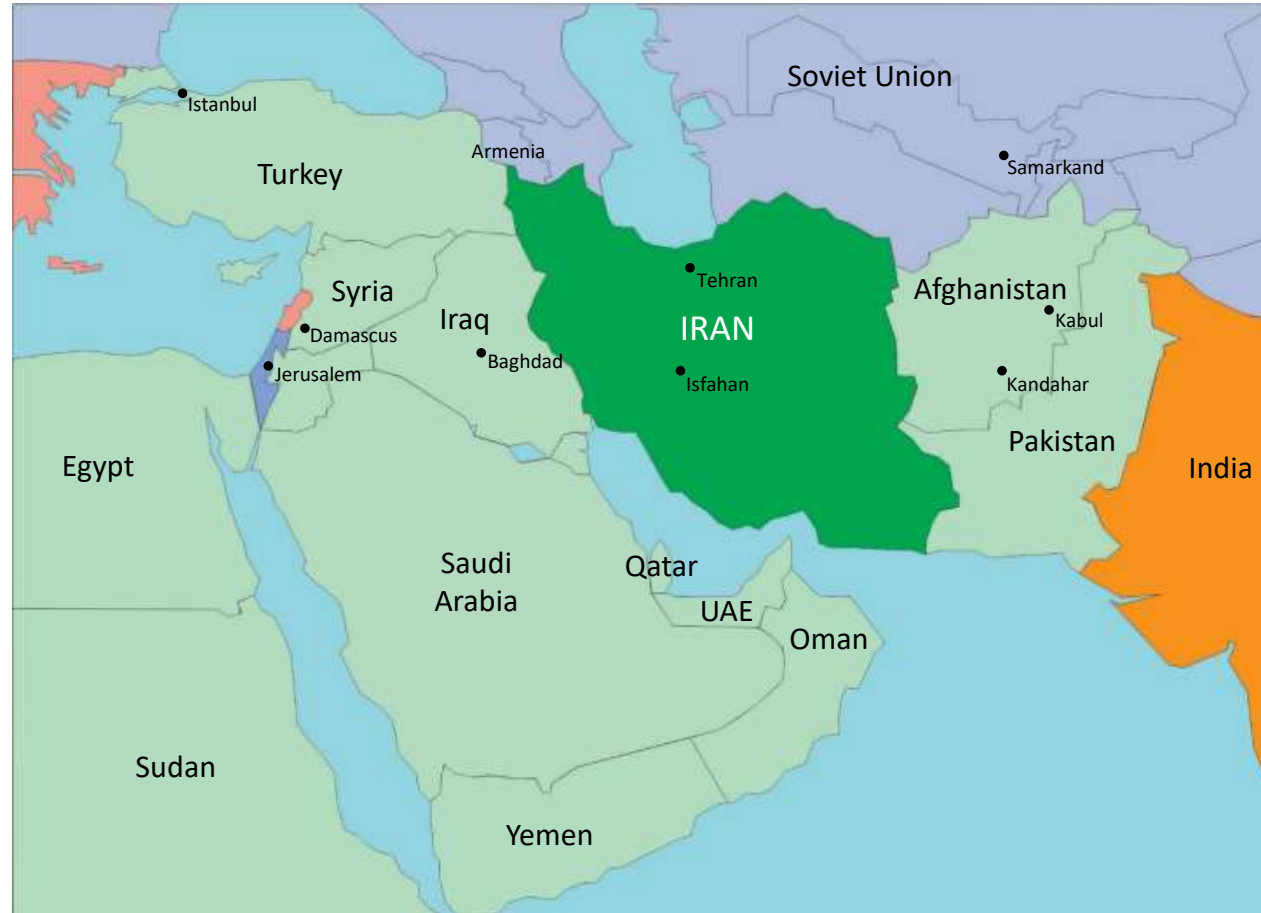 Soviet Union
Istanbul
Armenia
Samarkand
Turkey
Tehran
Syria
Afghanistan
Iraq
IRAN
Kabul
Damascus
Baghdad
Jerusalem
Isfahan
Kandahar
Pakistan
Egypt
India
Saudi
Arabia
Qatar
UAE
Oman
Sudan
Yemen